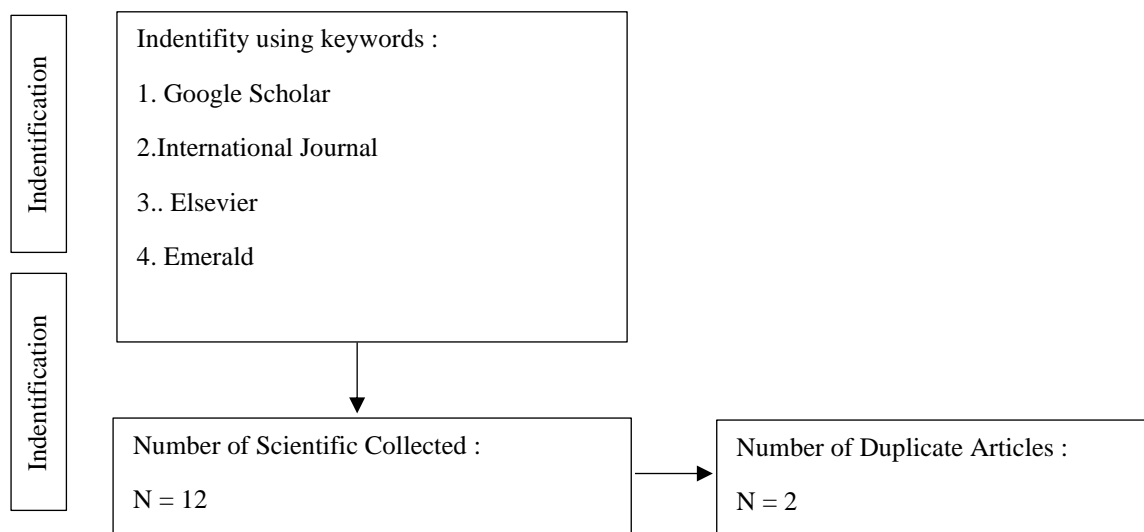 Indentification
Indentifity using keywords :
1. Google Scholar
2.International Journal
3.. Elsevier
4. Emerald
Indentification
Number of Scientific Collected :
N = 12
Number of Duplicate Articles :
N = 2